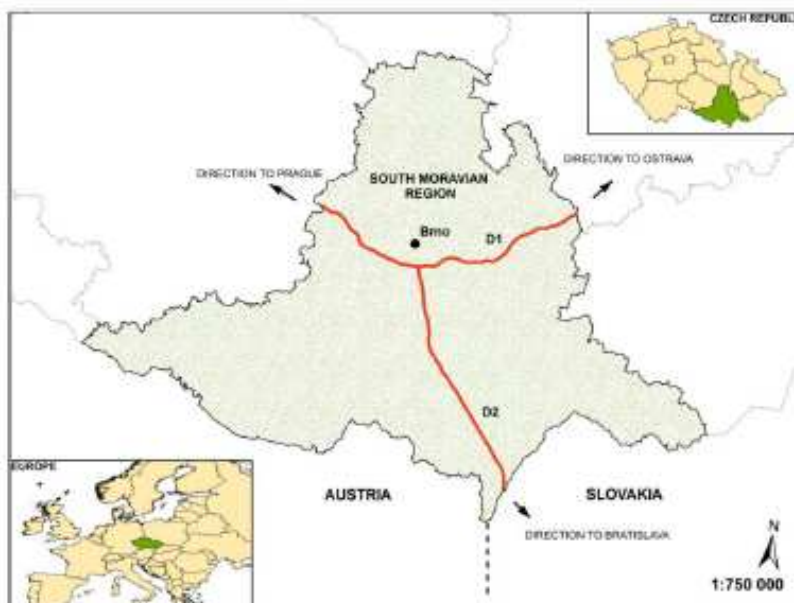 CZECH REPUBL
DIRECTION TO PRAGUE
DIRECTION TO OSTRAVA
SOUTH MORAVIAN
REGION
Brno
D1
D2
EUROPE
AUSTRIA
SLOVAKIA
DIRECTION TO BRATISLAVA
N
1:750 000